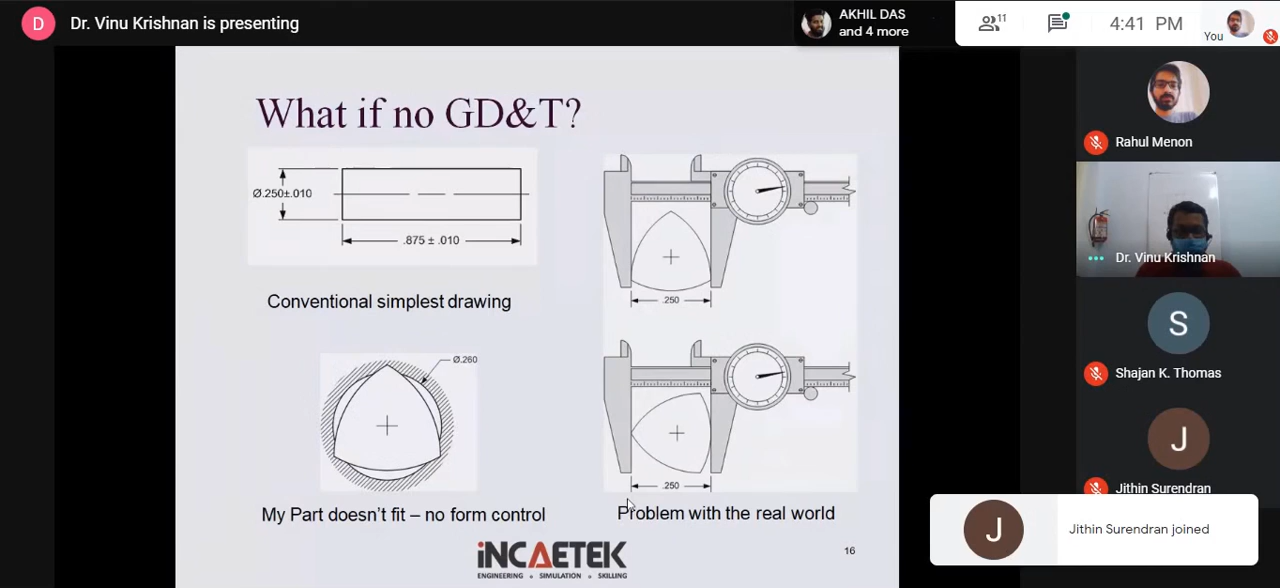 D
Dr. Vinu Krishnan is presenting
AKHIL DAS
and 4 more
11
4:41 PM
You
What if no GD&T?
Ø.250±.010
.875 ± .010
Conventional simplest drawing
Ø.260
My Part doesn't fit – no form control
.250
.250
Problem with the real world
iNCAETEK
ENGINEERING • SIMULATION • SKILLING
16
Rahul Menon
Dr. Vinu Krishnan
S
Shajan K. Thomas
J
Jithin Surendran
J
Jithin Surendran joined